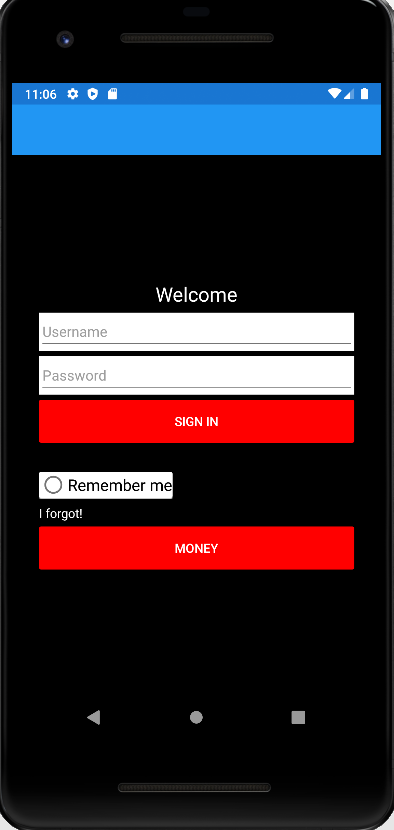 11:06
Welcome
Username
Password
SIGN IN
Remember me
I forgot!
MONEY